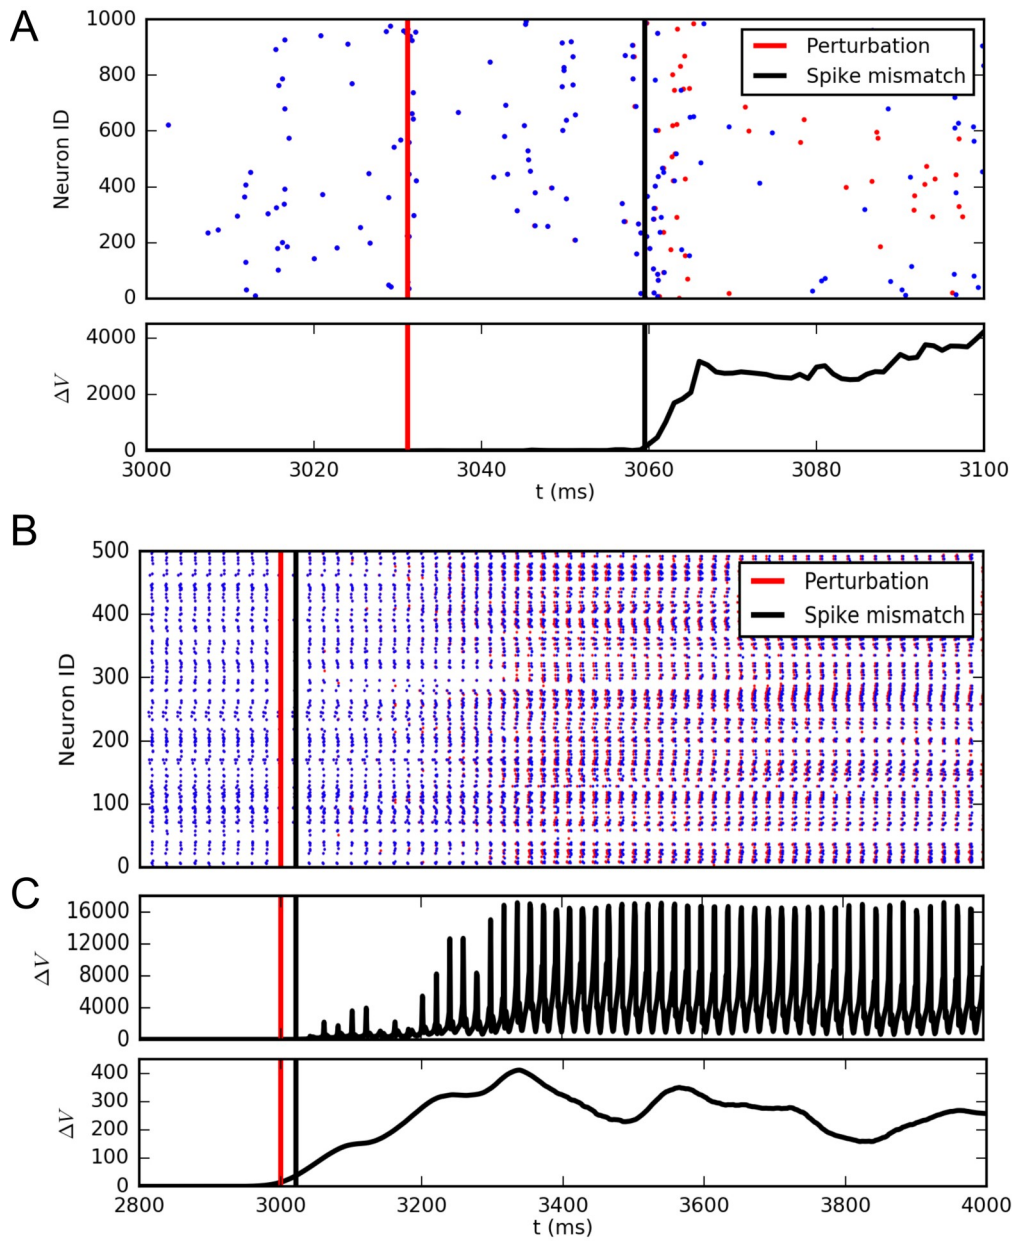 A
1000
800
600
400
200
0
Neuron ID
Perturbation
Spike mismatch
4000
2000
0
ΔV
3000 3020 3040 3060 3080 3100
t (ms)
B
500
400
300
200
100
0
Neuron ID
Perturbation
Spike mismatch
C
16000
12000
8000
4000
0
ΔV
400
300
200
100
0
ΔV
2800 3000 3200 3400 3600 3800 4000
t (ms)